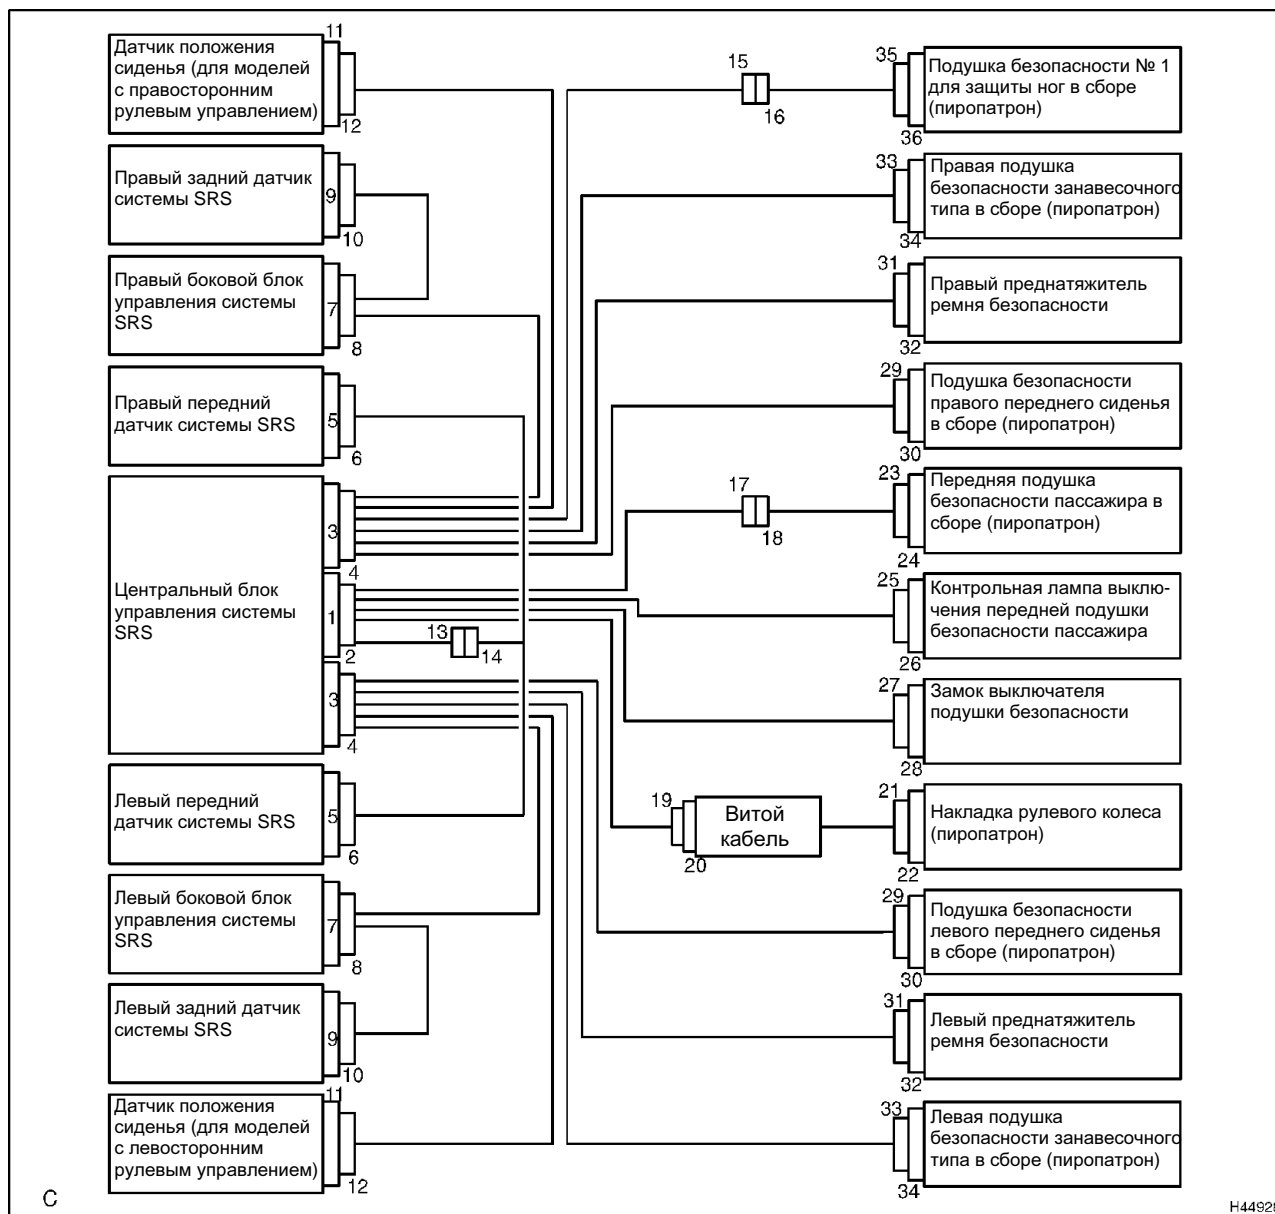 11
Датчик положения
сиденья (для моделей
с правосторонним
рулевым управлением)
12
Правый задний датчик
системы SRS
9
10
Правый боковой блок
управления системы
SRS
7
8
Правый передний
датчик системы SRS
5
6
Центральный блок
управления системы
SRS
3
4
1
2
3
4
Левый передний
датчик системы SRS
5
6
Левый боковой блок
управления системы
SRS
7
8
Левый задний датчик
системы SRS
9
10
11
Датчик положения
сиденья (для моделей
с левосторонним
рулевым управлением)
12
13
14
15
16
17
18
19
Витой
кабель
20
35
Подушка безопасности № 1
для защиты ног в сборе
(пиропатрон)
36
33
Правая подушка
безопасности занавесочного
типа в сборе (пиропатрон)
34
31
Правый преднатяжитель
ремня безопасности
32
29
Подушка безопасности
правого переднего сиденья
в сборе (пиропатрон)
30
23
Передняя подушка
безопасности пассажира в
сборе (пиропатрон)
24
25
Контрольная лампа выклю-
чения передней подушки
безопасности пассажира
26
27
Замок выключателя
подушки безопасности
28
21
Накладка рулевого колеса
(пиропатрон)
22
29
Подушка безопасности
левого переднего сиденья
в сборе (пиропатрон)
30
31
Левый преднатяжитель
ремня безопасности
32
33
Левая подушка
безопасности занавесочного
типа в сборе (пиропатрон)
34
C